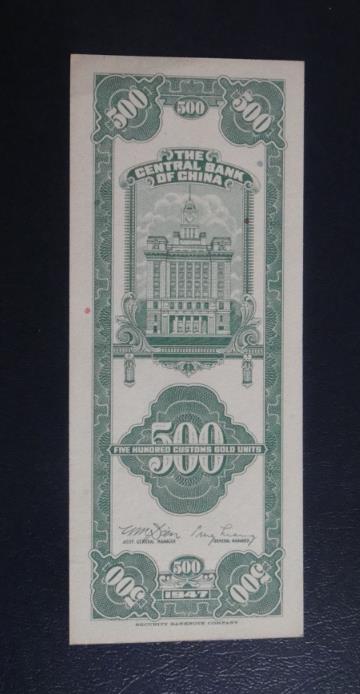 500 500 500
THE
CENTRAL BANK
OF CHINA
500
FIVE HUNDRED CUSTOMS GOLD UNITS
ASST. GENERAL MANAGER GENERAL MANAGER
500 500 500
1947
SECURITY BANKNOTE COMPANY